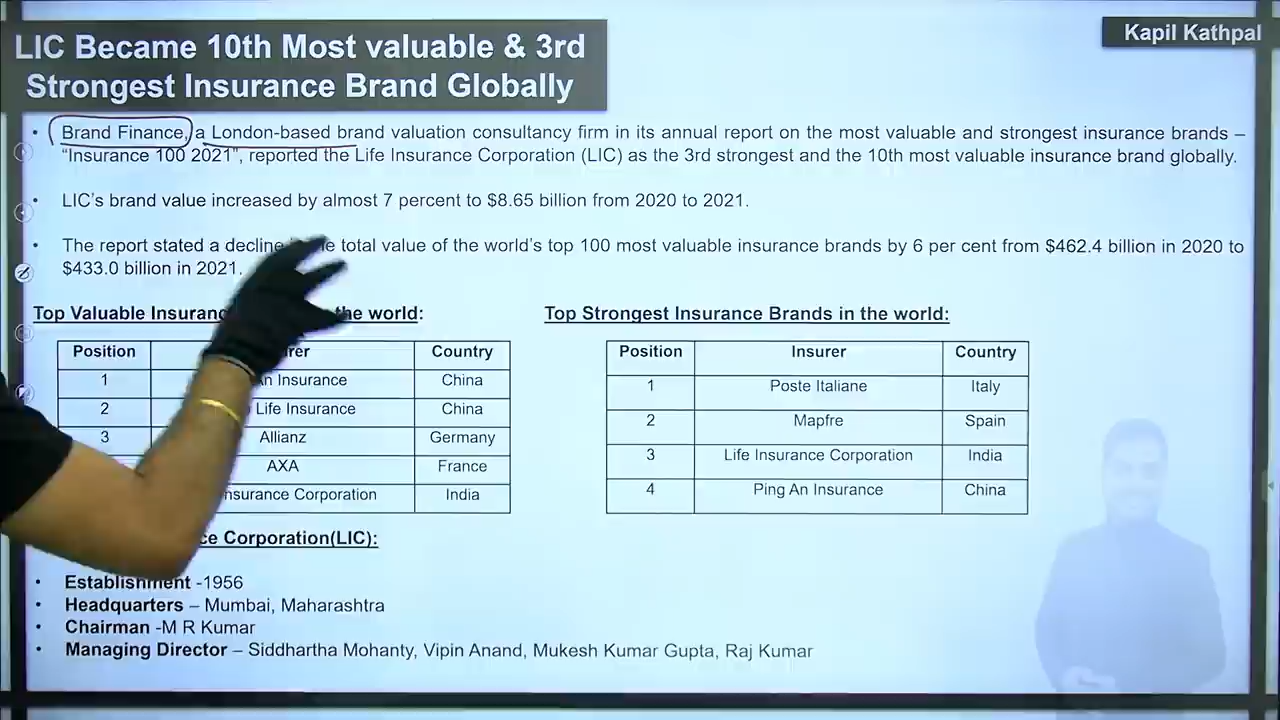 LIC Became 10th Most valuable & 3rd
Strongest Insurance Brand Globally
Kapil Kathpal
• Brand Finance, a London-based brand valuation consultancy firm in its annual report on the most valuable and strongest insurance brands –
“Insurance 100 2021”, reported the Life Insurance Corporation (LIC) as the 3rd strongest and the 10th most valuable insurance brand globally.
• LIC’s brand value increased by almost 7 percent to $8.65 billion from 2020 to 2021.
• The report stated a decline total value of the world’s top 100 most valuable insurance brands by 6 per cent from $462.4 billion in 2020 to
$433.0 billion in 2021.
Top Valuable the world:
Position Country
1 Insurance China
2 Life Insurance China
3 Allianz Germany
AXA France
Corporation India
Top Strongest Insurance Brands in the world:
Position Insurer Country
1 Poste Italiane Italy
2 Mapfre Spain
3 Life Insurance Corporation India
4 Ping An Insurance China
Corporation(LIC):
• Establishment -1956
• Headquarters – Mumbai, Maharashtra
• Chairman -M R Kumar
• Managing Director – Siddhartha Mohanty, Vipin Anand, Mukesh Kumar Gupta, Raj Kumar